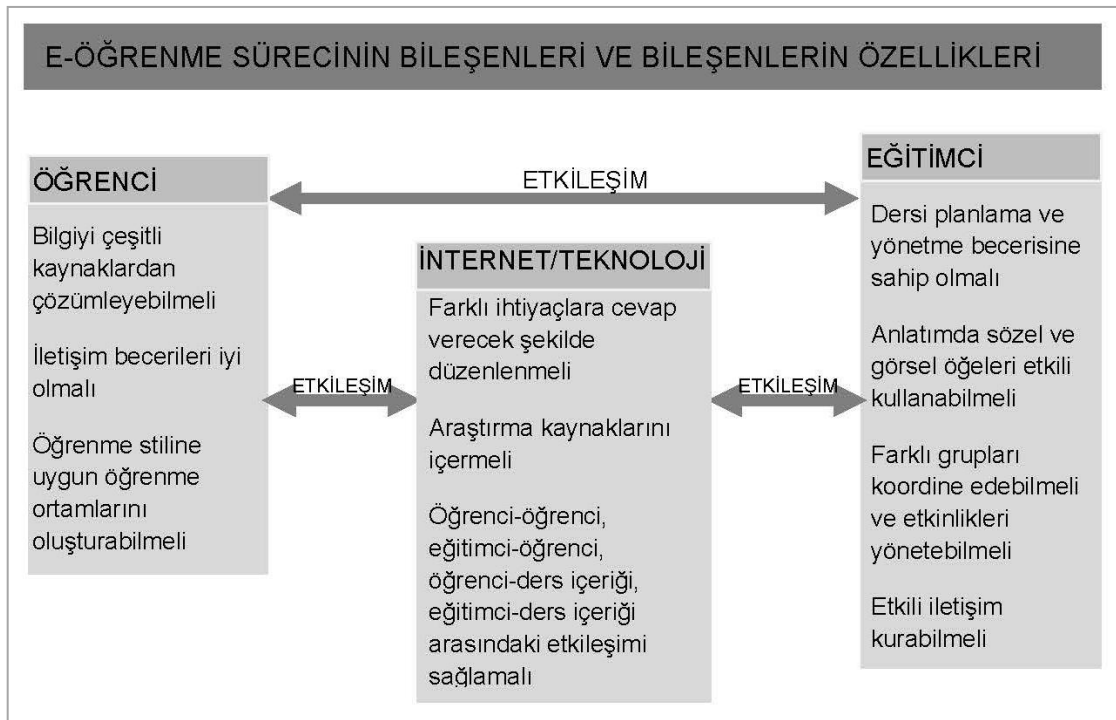 E-ÖĞRENME SÜRECİNİN BİLEŞENLERİ VE BİLEŞENLERİN ÖZELLİKLERİ
ÖĞRENCİ
Bilgiyi çeşitli
kaynaklardan
çözümleyebilmeli
İletişim becerileri iyi
olmalı
Öğrenme stiline
uygun öğrenme
ortamlarını
oluşturabilmeli
ETKİLEŞİM
ETKİLEŞİM
İNTERNET/TEKNOLOJİ
Farklı ihtiyaçlara cevap
verecek şekilde
düzenlenmeli
Araştırma kaynaklarını
içermeli
Öğrenci-öğrenci,
eğitimci-öğrenci,
öğrenci-ders içeriği,
eğitimci-ders içeriği
arasındaki etkileşimi
sağlamalı
ETKİLEŞİM
EĞİTİMCİ
Dersi planlama ve
yönetme becerisine
sahip olmalı
Anlatımda sözel ve
görsel öğeleri etkili
kullanabilmeli
Farklı grupları
koordine edebilmeli
ve etkinlikleri
yönetebilmeli
Etkili iletişim
kurabilmeli